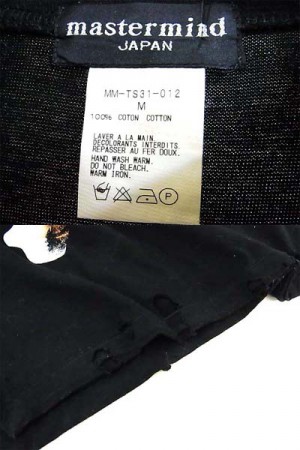 mastermind
JAPAN
MM-TS31-012
M
100% COTON COTTON
LAVER A LA MAIN.
DECOLORANTS INTERDITS.
REPASSER AU FER DOUX.
HAND WASH WARM.
DO NOT BLEACH.
WARM IRON.
P